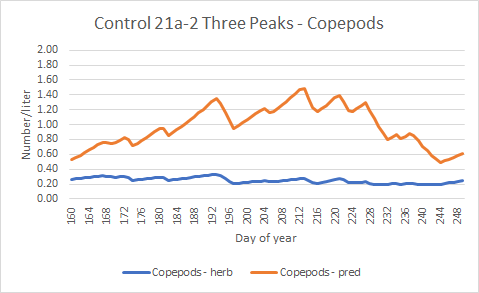 Control 21a-2 Three Peaks - Copepods
2.00
1.80
1.60
1.40
1.20
1.00
0.80
0.60
0.40
0.20
0.00
Number/liter
160 164 168 172 176 180 184 188 192 196 200 204 208 212 216 220 224 228 232 236 240 244 248
Day of year
Copepods - herb Copepods - pred